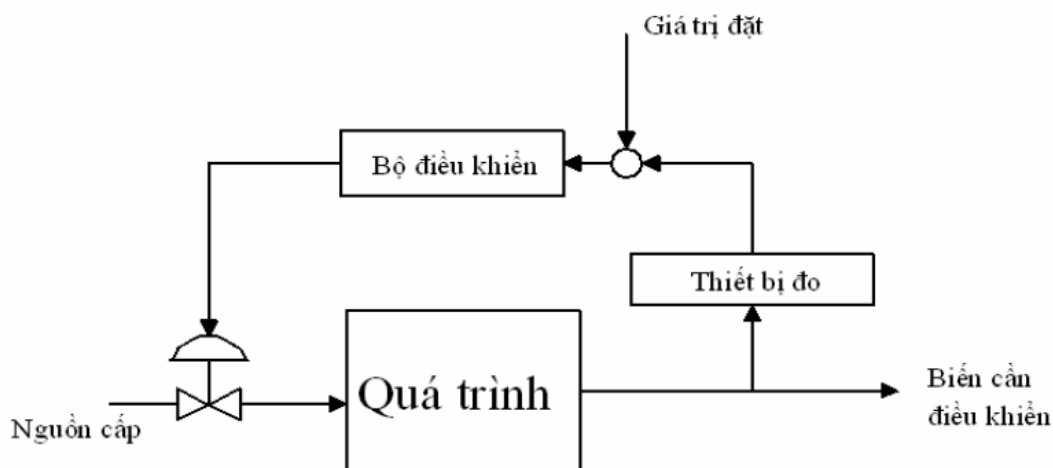 Giá trị đặt
Bộ điều khiển
Thiết bị đo
Quá trình
Biến cần
điều khiển
Nguồn cấp